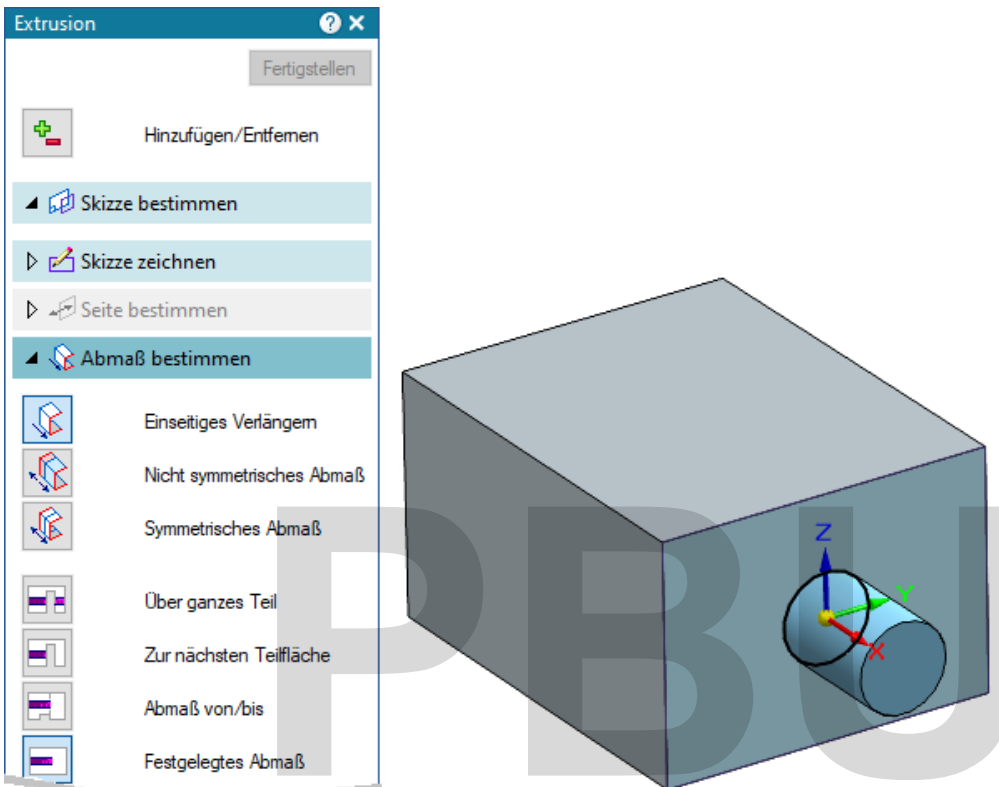 Extrusion
Fertigstellen
Hinzufügen/Entfernen
Skizze bestimmen
Skizze zeichnen
Seite bestimmen
Abmaß bestimmen
Einseitiges Verlängern
Nicht symmetrisches Abmaß
Symmetrisches Abmaß
Über ganzes Teil
Zur nächsten Teilfläche
Abmaß von/bis
Festgelegtes Abmaß
Z
Y
X
PBU